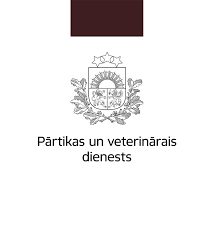 Pārtikas un veterinārais
dienests